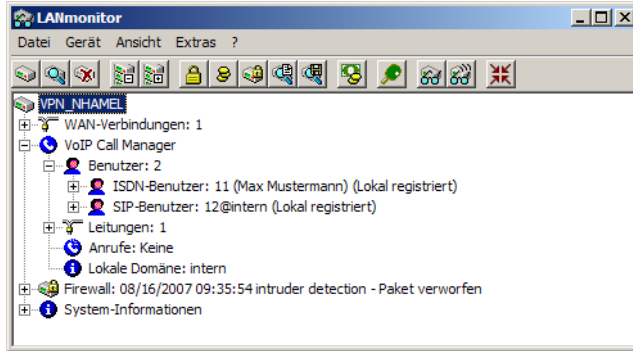 LANmonitor
Datei Gerät Ansicht Extras ?
VPN_NHAMEL
WAN-Verbindungen: 1
VoIP Call Manager
Benutzer: 2
ISDN-Benutzer: 11 (Max Mustermann) (Lokal registriert)
SIP-Benutzer: 12@intern (Lokal registriert)
Leitungen: 1
Anrufe: Keine
Lokale Domäne: intern
Firewall: 08/16/2007 09:35:54 intruder detection - Paket verworfen
System-Informationen